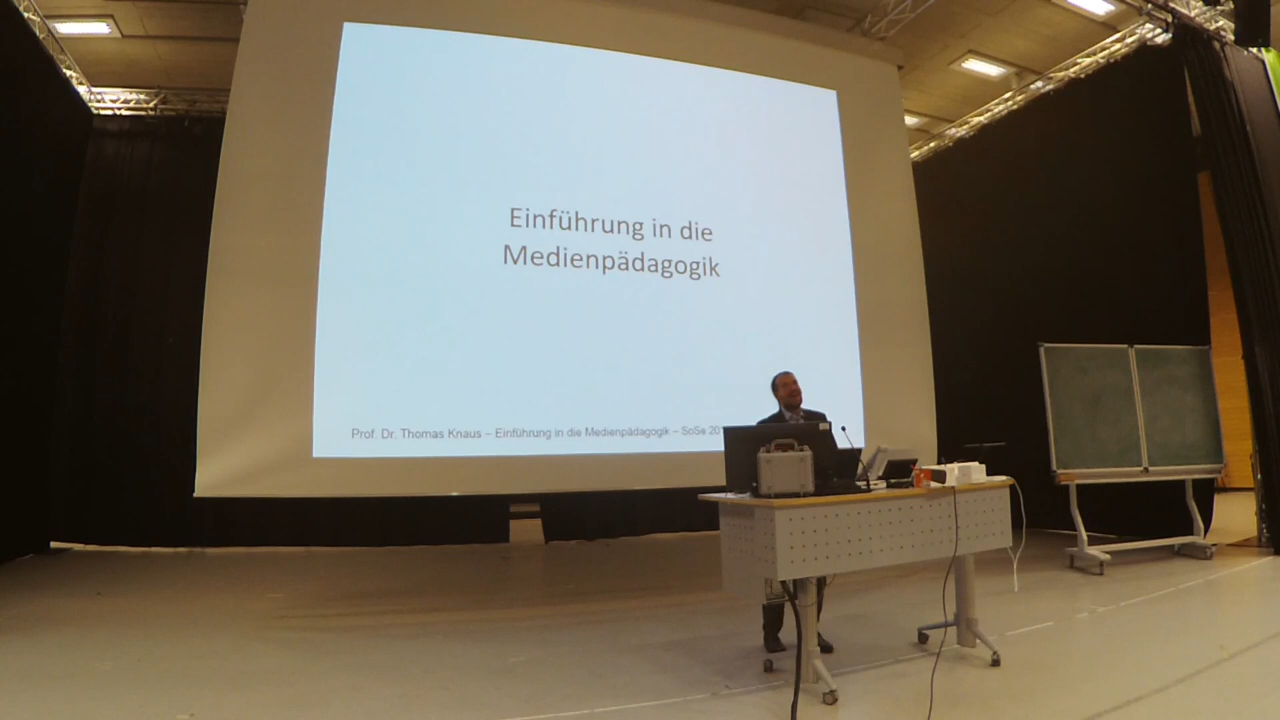 Einführung in die
Medienpädagogik
Prof. Dr. Thomas Knaus – Einführung in die Medienpädagogik – SoSe